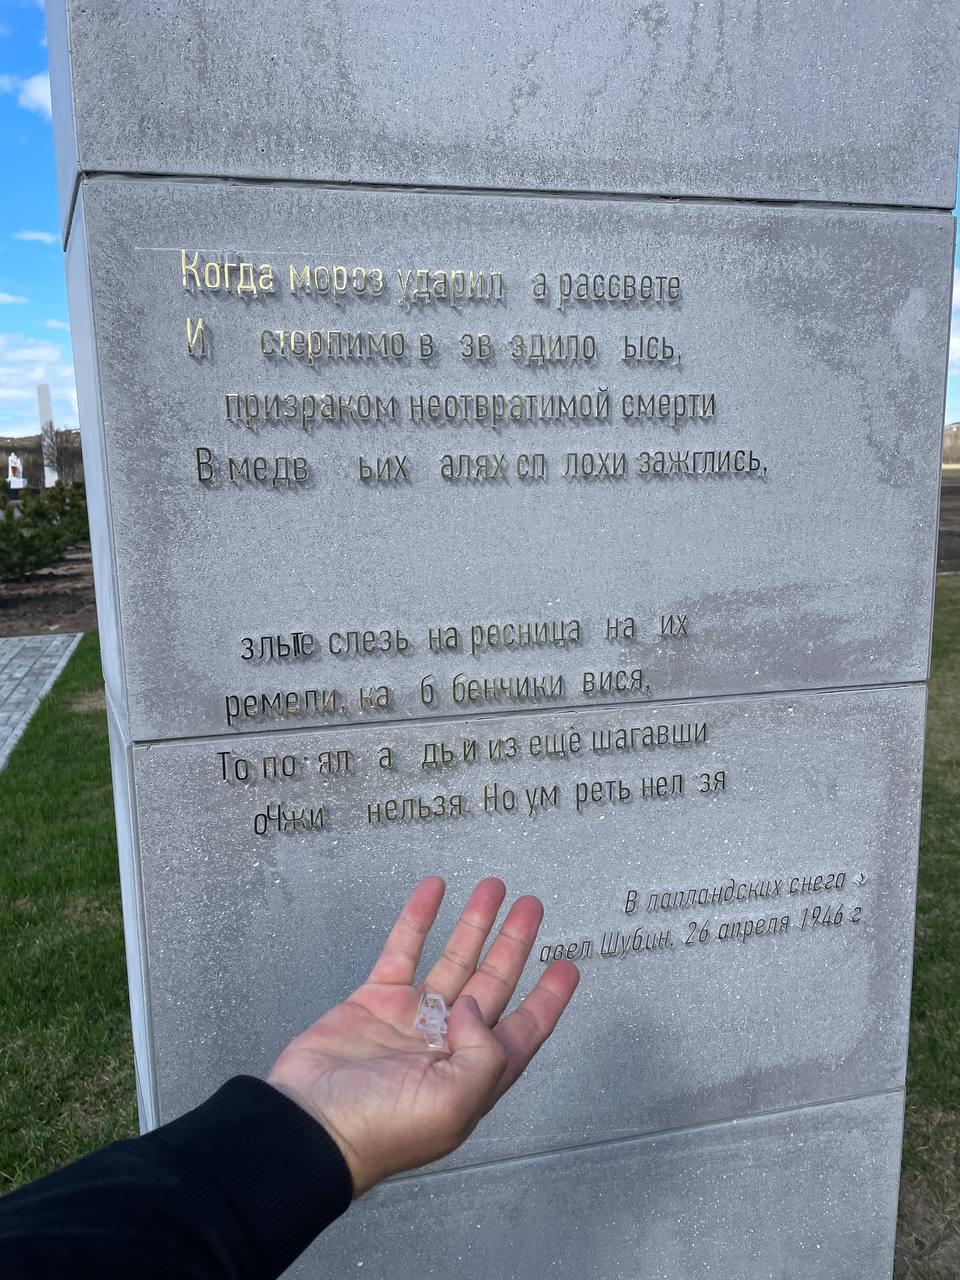 Когда мороз ударил а рассвете
И стерпимо в зв здило ысь,
призраком неотвратимой смерти
В медв ьих алях сп лохи зажглись,
злые слезь на ресница на их
ремели, ка б бенчики вися,
То по ял а дьи из ещё шагавши
нельзя. Но ум реть нел зя
В лапландских снега »
авел Шубин, 26 апреля 1946 г